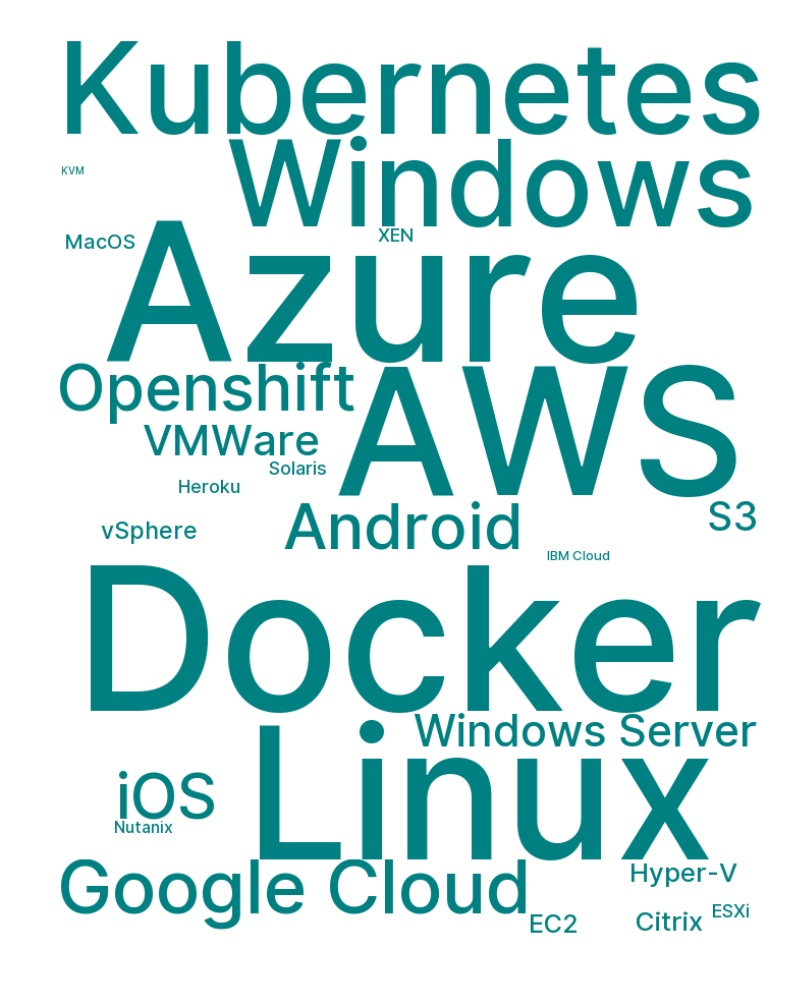 Kubernetes
Windows
KVM
MacOS
XEN
Azure
Openshift
AWS
VMWare
Solaris
Heroku
S3
Android
vSphere
IBM Cloud
Docker
Windows Server
Linux
iOS
Nutanix
Google Cloud
Hyper-V
EC2
Citrix
ESXi